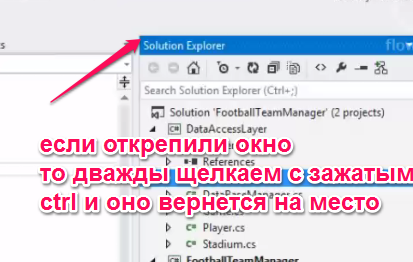 Solution Explorer
Search Solution Explorer (Ctrl+;)
Solution 'FootballTeamManager' (2 projects)
DataAccessLayer
References
если открепили окно
то дважды щелкаем с зажатым
ctrl и оно вернется на место
Player.cs
Stadium.cs
FootballTeamManager